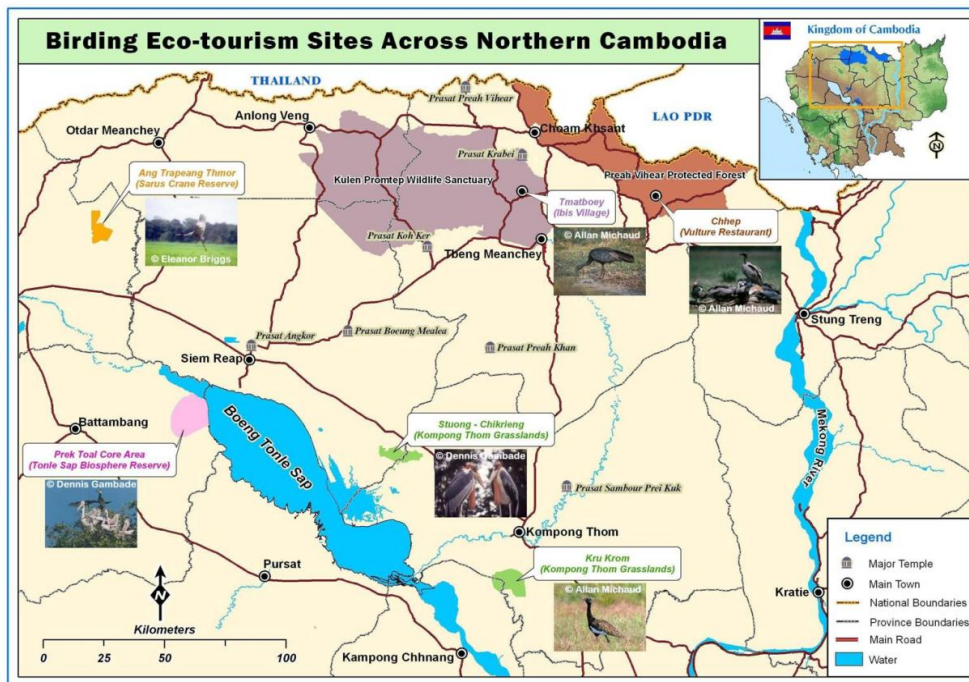 Birding Eco-tourism Sites Across Northern Cambodia
Kingdom of Cambodia
N
THAILAND
LAO PDR
Prasat Preah Vihear
Anlong Veng
Otdar Meanchey
Choam Khsant
Prasat Krabei
Ang Trapeang Thmor
(Sarus Crane Reserve)
© Eleanor Briggs
Kulen Promtep Wildlife Sanctuary
Preah Vihear Protected Forest
Tmatboey
(Ibis Village)
© Allan Michaud
Chhep
(Vulture Restaurant)
© Allan Michaud
Prasat Koh Ker
Tbeng Meanchey
Stung Treng
Prasat Angkor
Prasat Boeung Mealea
Prasat Preah Khan
Siem Reap
Battambang
Boeng Tonle Sap
Mekong River
Prek Toal Core Area
(Tonle Sap Biosphere Reserve)
© Dennis Gambade
Stuong - Chikrieng
(Kompong Thom Grasslands)
© Dennis Gambade
Prasat Sambour Prei Kuk
Kompong Thom
Kru Krom
(Kompong Thom Grasslands)
© Allan Michaud
Pursat
Kratie
Kampong Chhnang
N
Kilometers
0 25 50 100
Legend
Major Temple
Main Town
National Boundaries
Province Boundaries
Main Road
Water